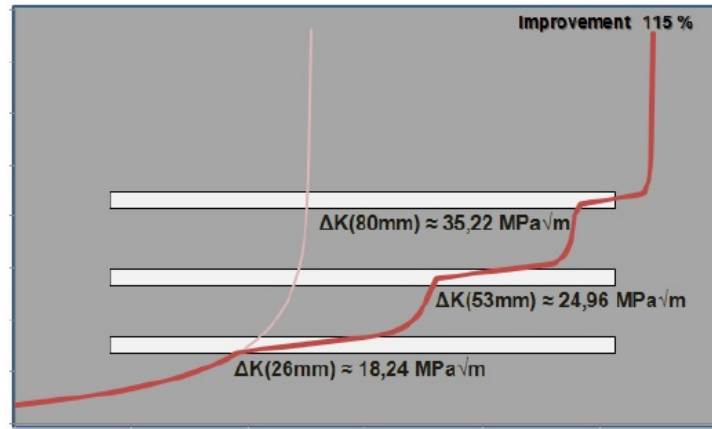 Improvement 115 %
ΔK(80mm) ≈ 35,22 MPa√m
ΔK(53mm) ≈ 24,96 MPa√m
ΔK(26mm) ≈ 18,24 MPa√m